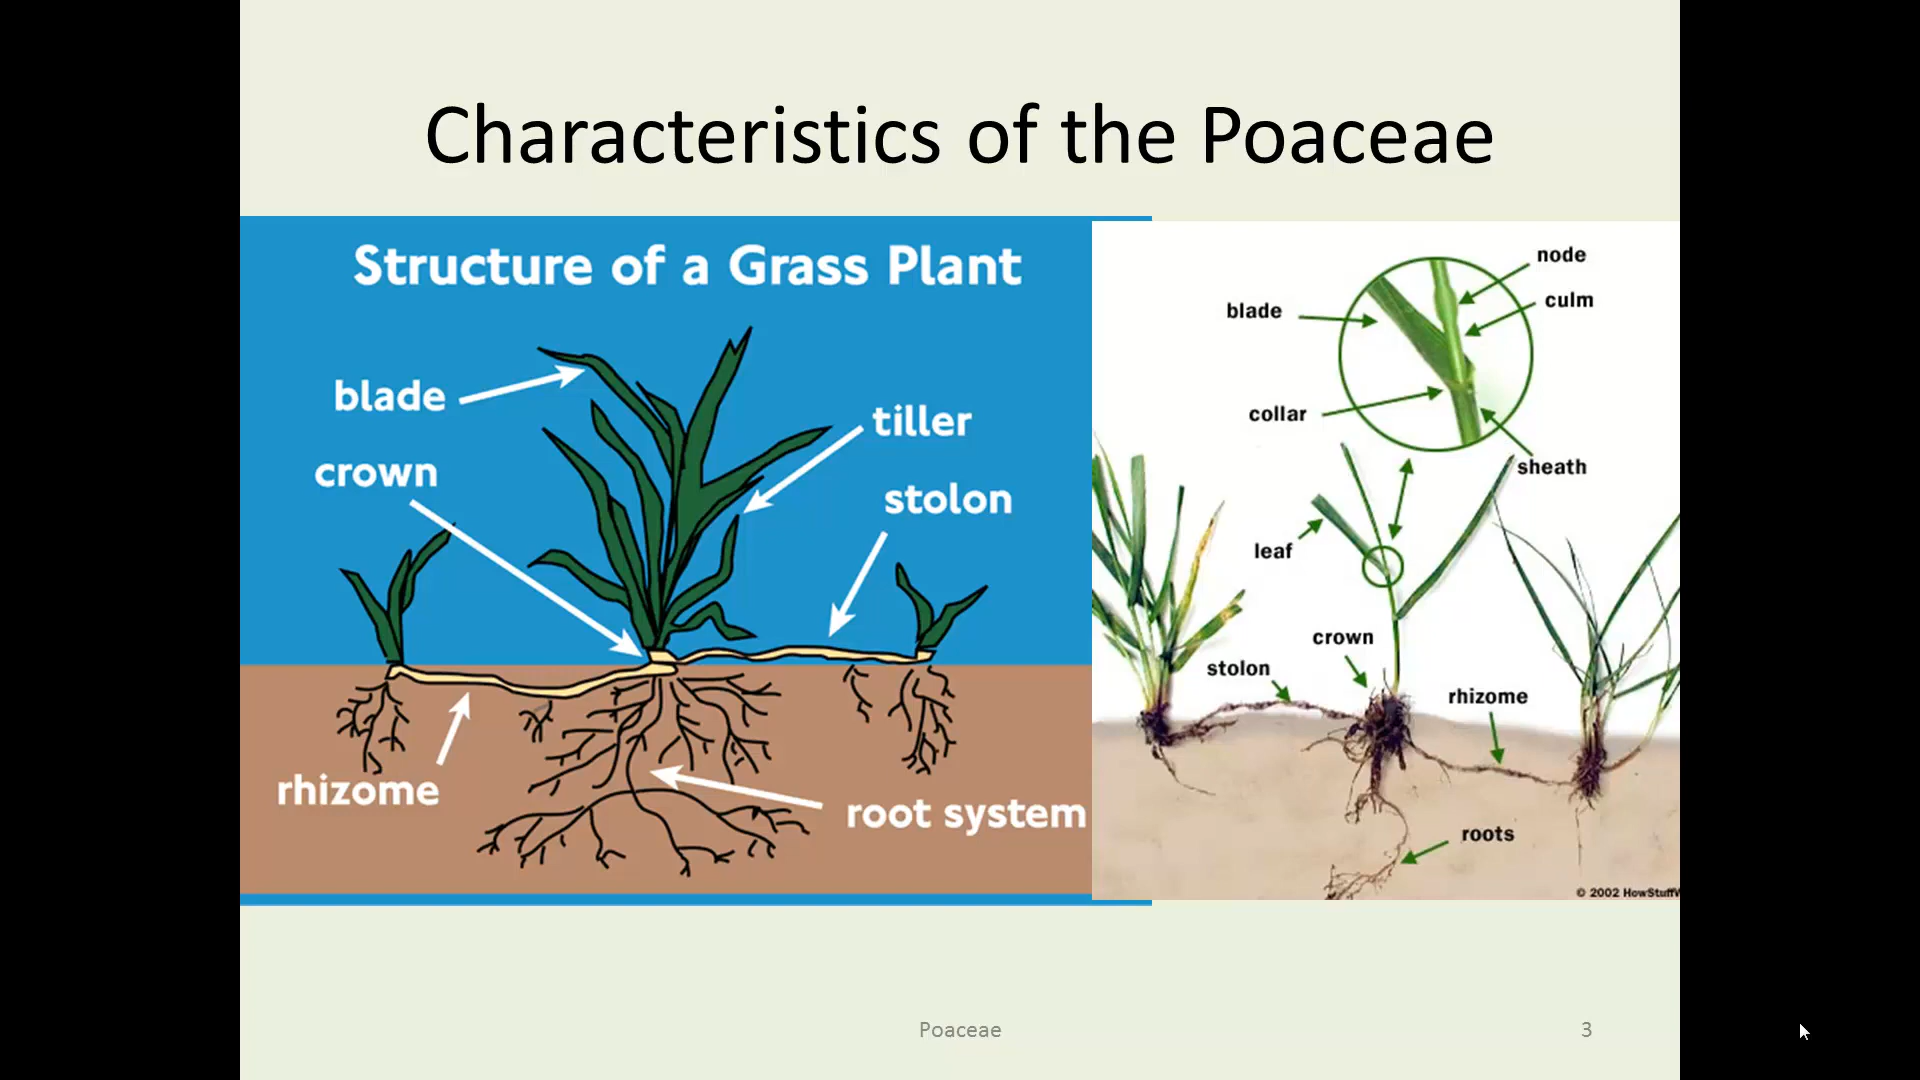 Characteristics of the Poaceae
Structure of a Grass Plant
blade
crown
tiller
stolon
rhizome
root system
node
culm
blade
collar
sheath
leaf
crown
stolon
rhizome
roots
© 2002 HowStuffW
Poaceae
3